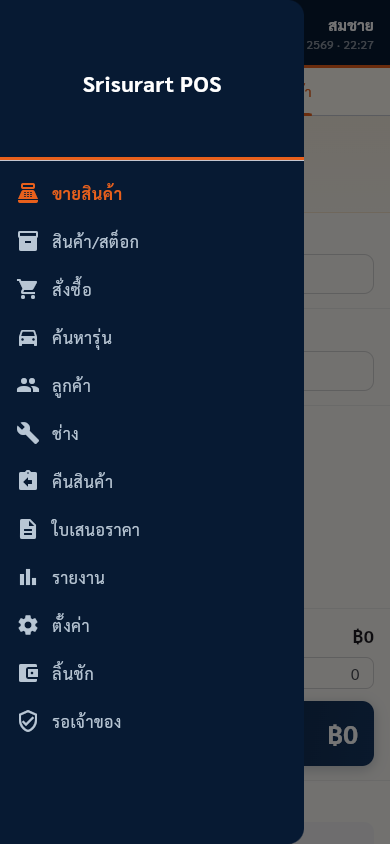 สมชาย
2569 · 22:27
Srisurart POS
ขายสินค้า
สินค้า/สต็อก
สั่งซื้อ
ค้นหารุ่น
ลูกค้า
ช่าง
คืนสินค้า
ใบเสนอราคา
รายงาน
ตั้งค่า
ลิ้นชัก
รอเจ้าของ
฿0
0
฿0